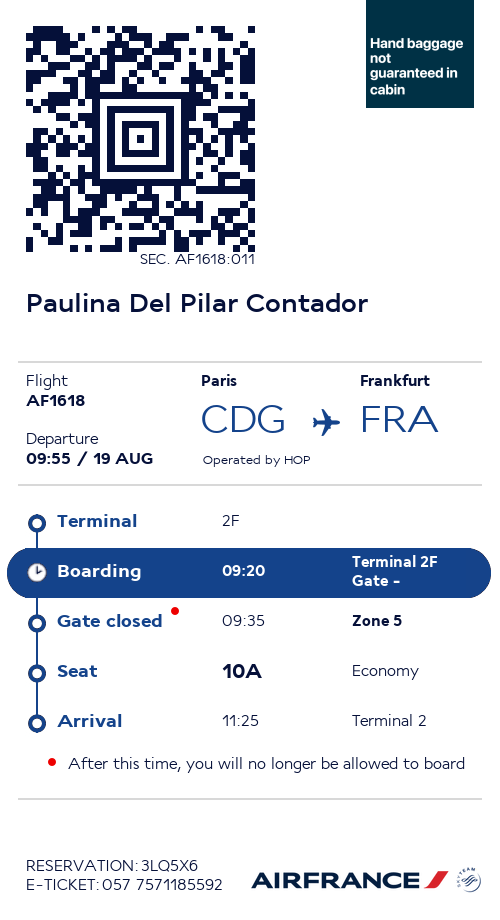 Hand baggage
not
guaranteed in
cabin
SEC. AF1618:011
Paulina Del Pilar Contador
Flight
AF1618
Departure
09:55 / 19 AUG
Paris
Frankfurt
CDG FRA
Operated by HOP
Terminal 2F
Boarding 09:20 Terminal 2F
Gate -
Gate closed 09:35 Zone 5
Seat 10A Economy
Arrival 11:25 Terminal 2
After this time, you will no longer be allowed to board
RESERVATION: 3LQ5X6
E-TICKET: 057 7571185592
AIRFRANCE
SKYTEAM